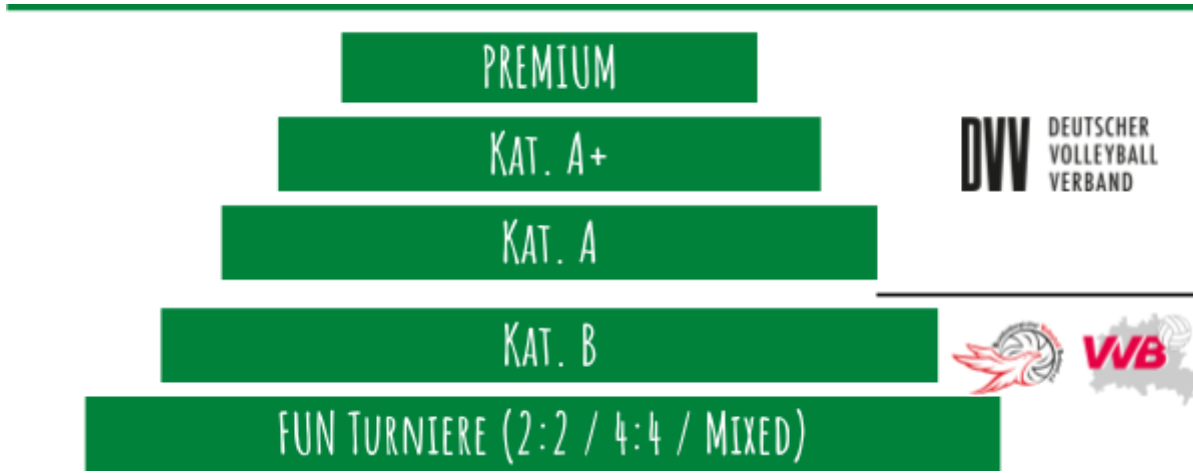 PREMIUM
KAT. A+
KAT. A
KAT. B
FUN TURNIERE (2:2 / 4:4 / MIXED)
DVV DEUTSCHER
VOLLEYBALL
VERBAND
VVB